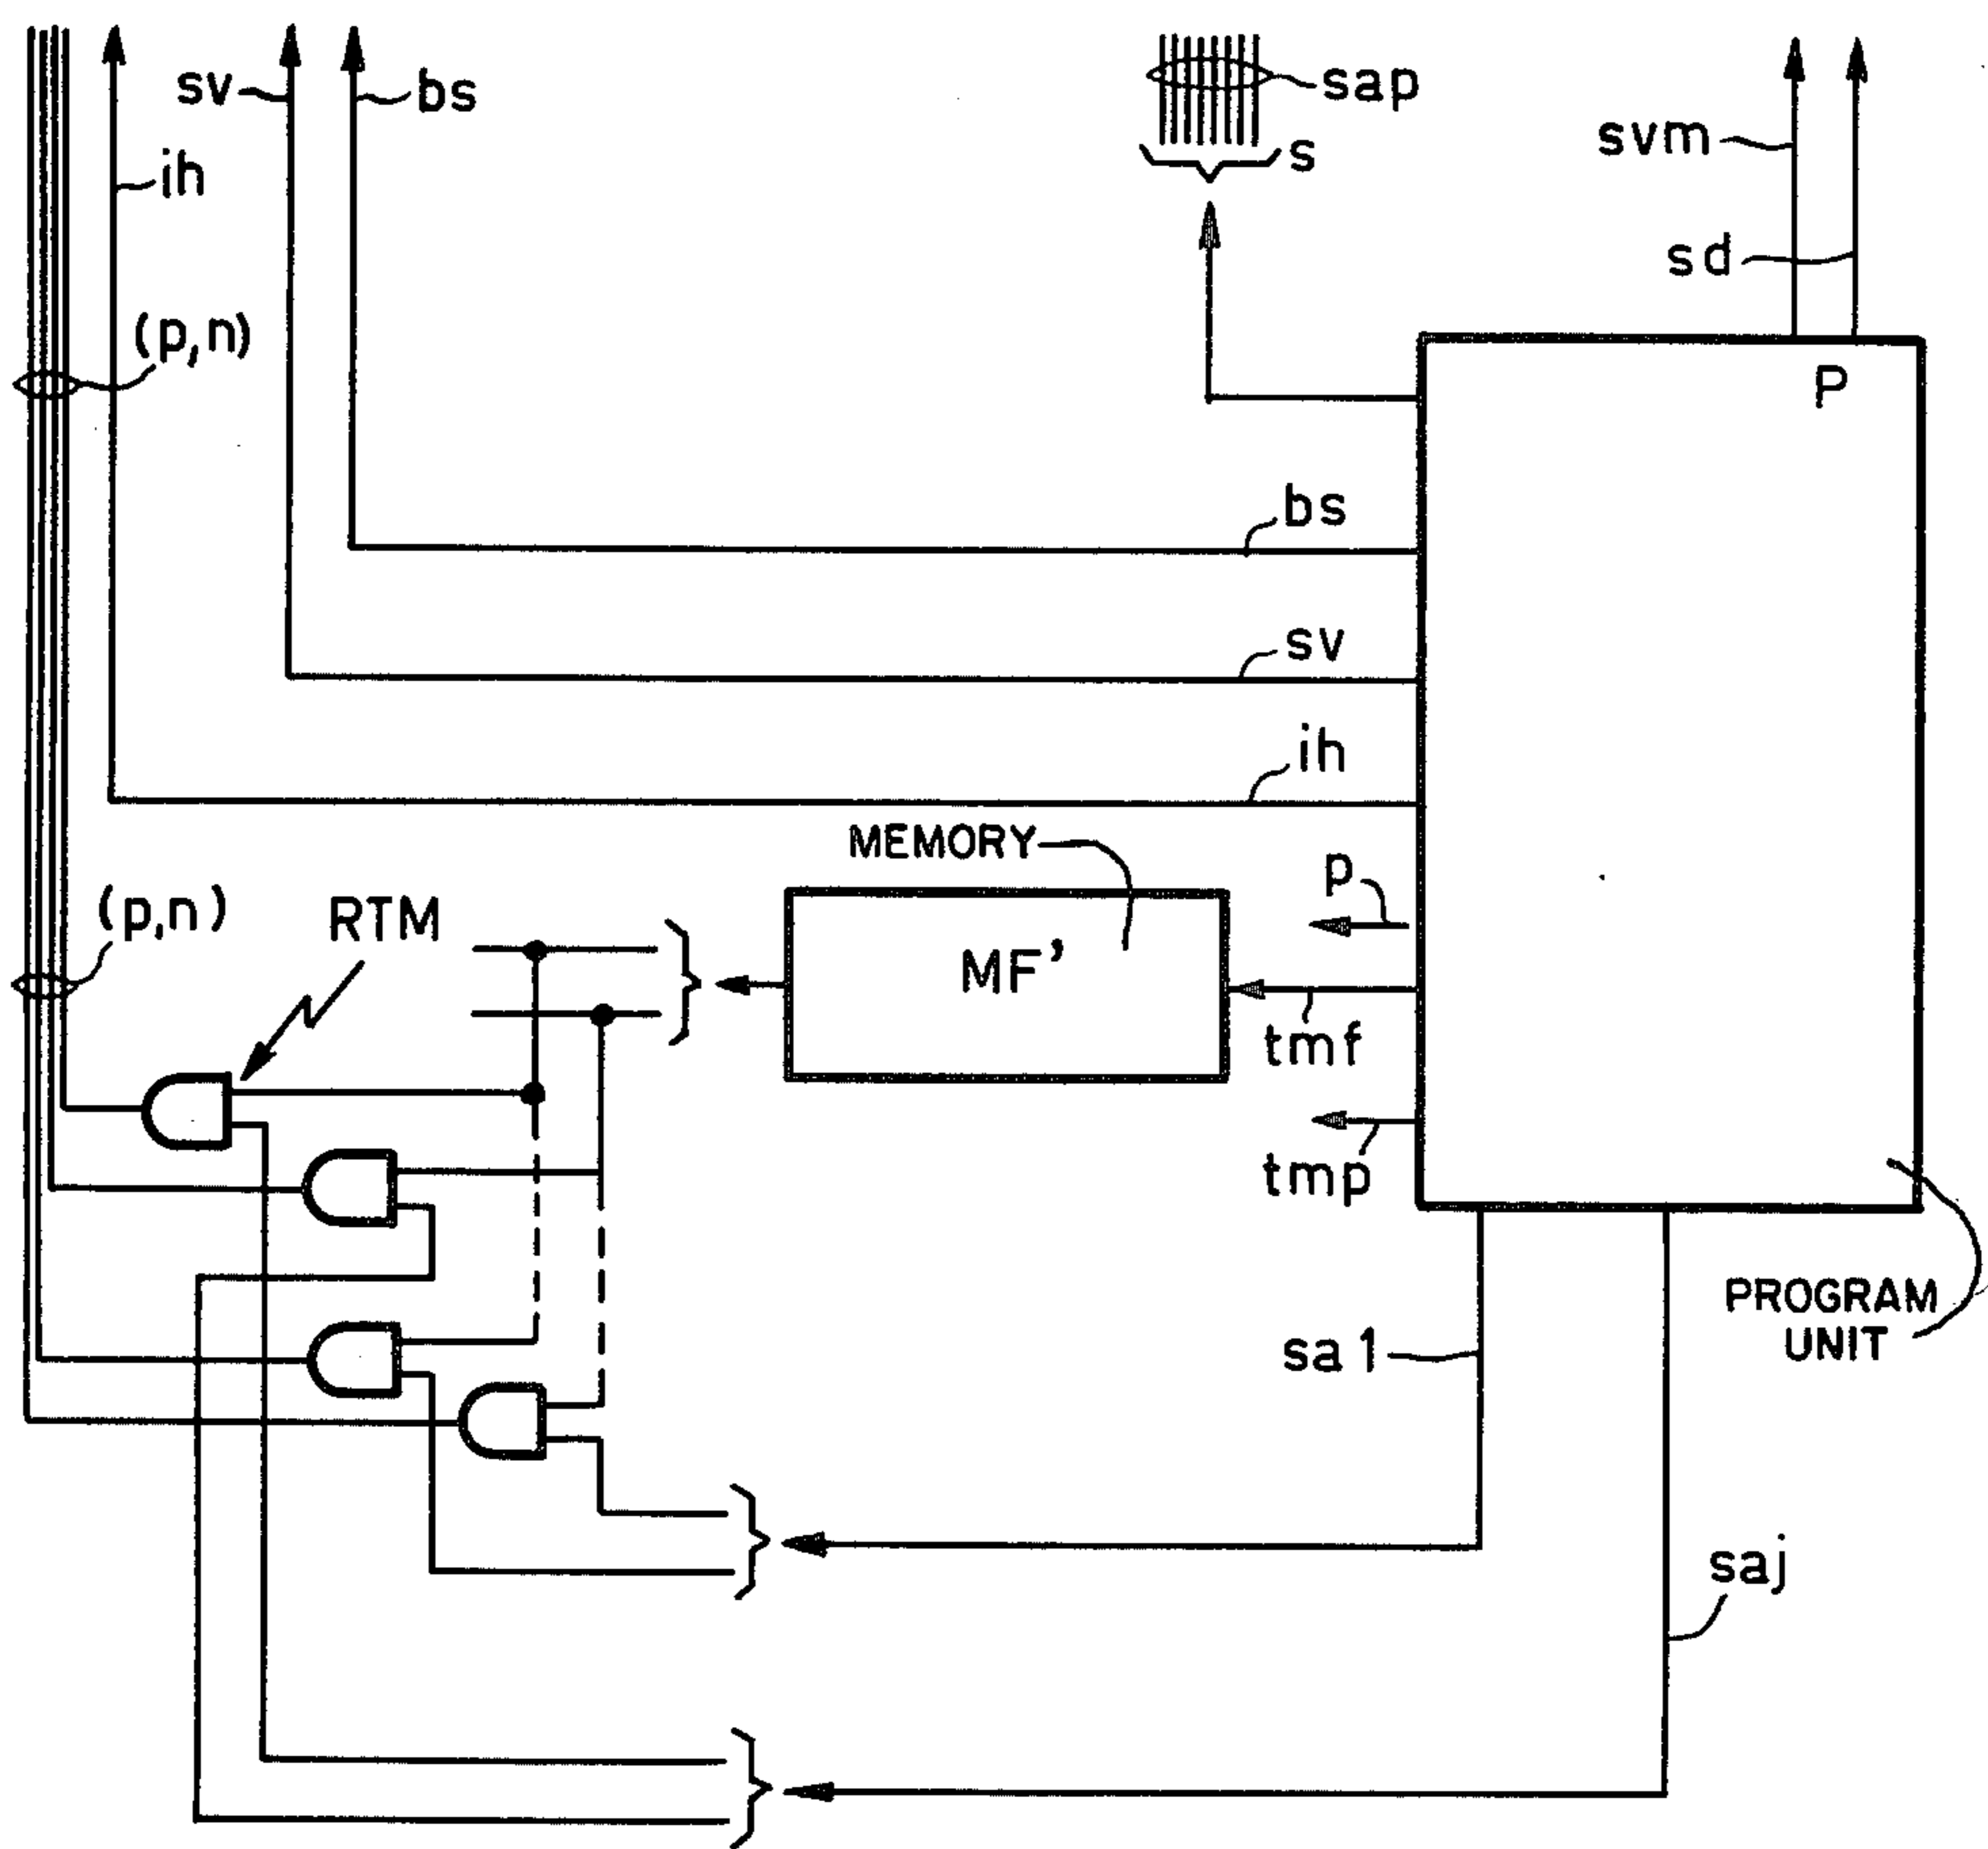 sv
bs
sap
s
svm
ih
sd
(p,n)
P
bs
sv
ih
MEMORY
p
(p,n)
RTM
MF'
tmf
tmp
PROGRAM
UNIT
sa1
saj